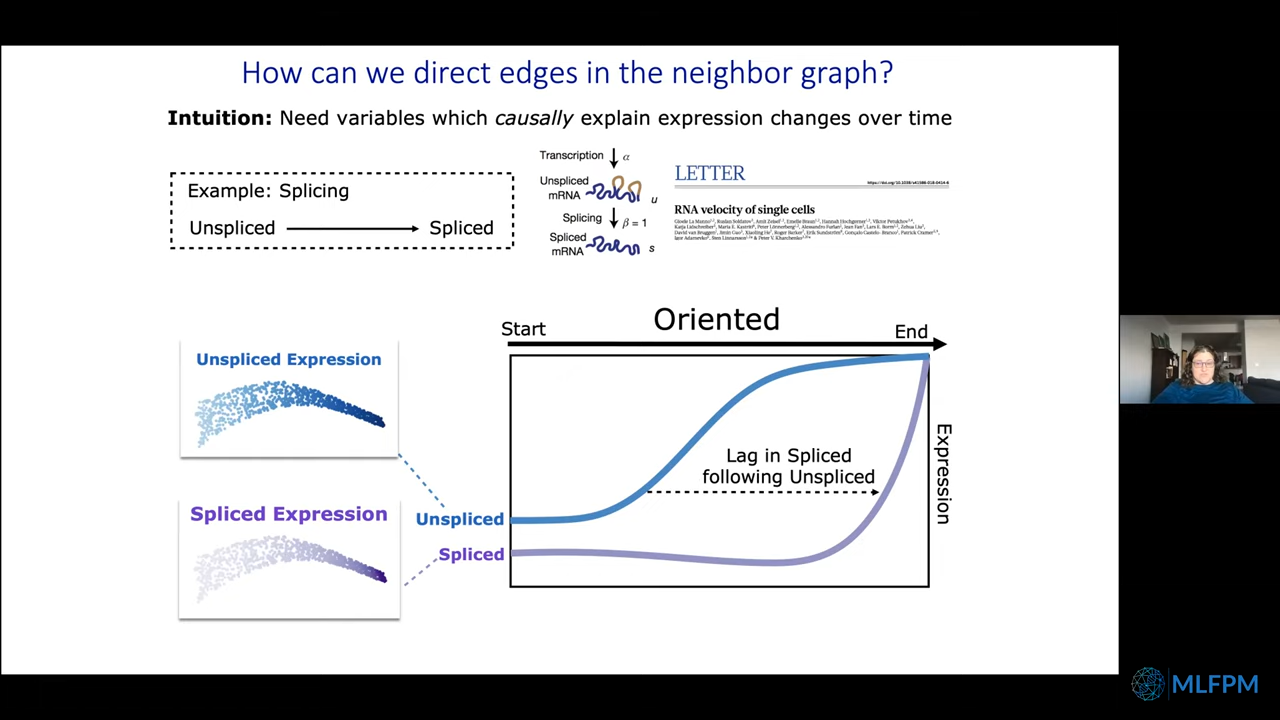 How can we direct edges in the neighbor graph?
Intuition: Need variables which causally explain expression changes over time
Example: Splicing
Unspliced
Spliced
Transcription
α
Unspliced
mRNA
u
Splicing
β = 1
Spliced
mRNA
s
LETTER
RNA velocity of single cells
Start
Oriented
End
Unspliced Expression
Spliced Expression
Unspliced
Spliced
Lag in Spliced
following Unspliced
Expression
MLFPM